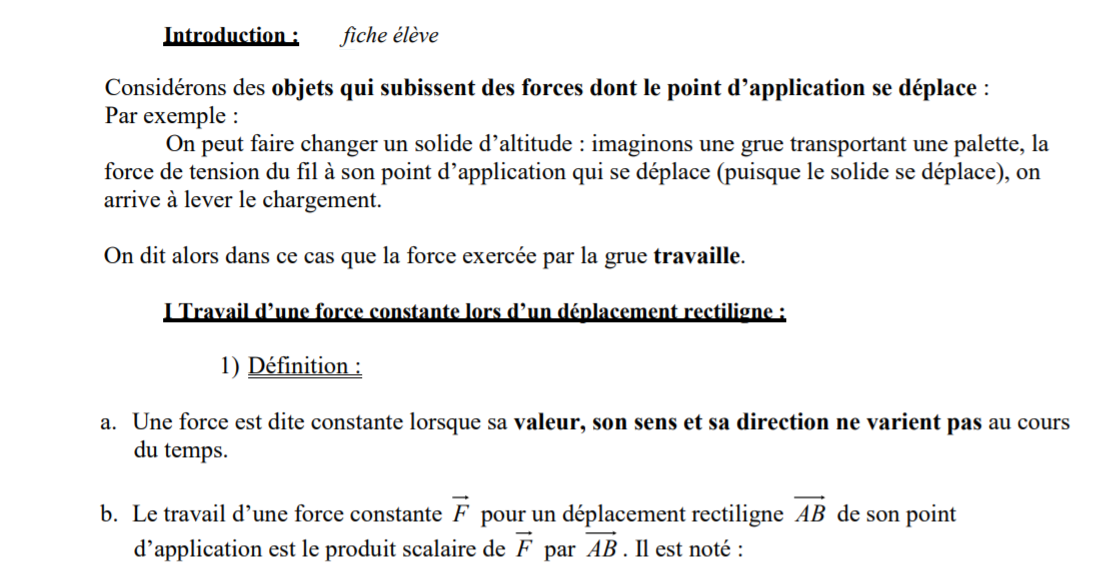 Introduction : fiche élève
Considérons des objets qui subissent des forces dont le point d’application se déplace :
Par exemple :
On peut faire changer un solide d’altitude : imaginons une grue transportant une palette, la
force de tension du fil à son point d’application qui se déplace (puisque le solide se déplace), on
arrive à lever le chargement.
On dit alors dans ce cas que la force exercée par la grue travaille.
I Travail d’une force constante lors d’un déplacement rectiligne :
1) Définition :
a. Une force est dite constante lorsque sa valeur, son sens et sa direction ne varient pas au cours
du temps.
b. Le travail d’une force constante \vec{F} pour un déplacement rectiligne \overrightarrow{AB} de son point
d’application est le produit scalaire de \vec{F} par \overrightarrow{AB} . Il est noté :